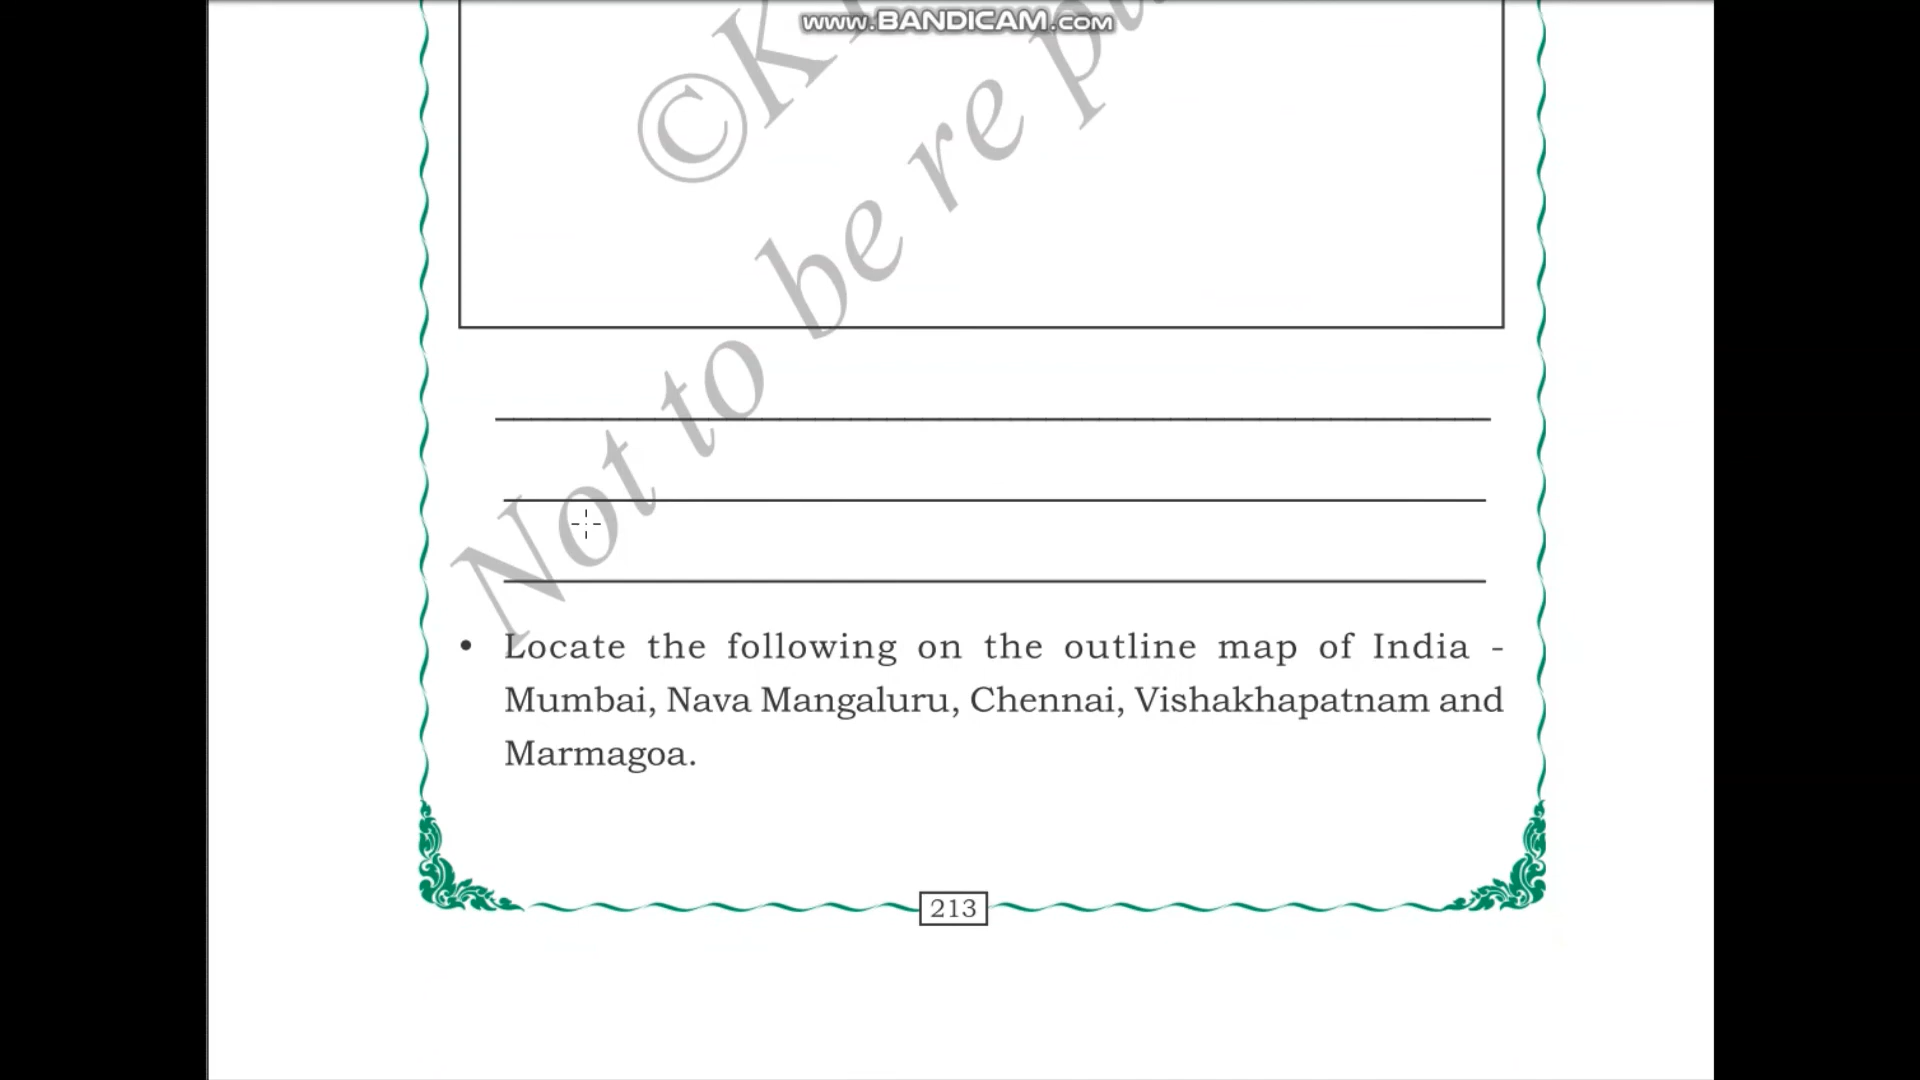 www.BANDICAM.com
©K
Not to be re pu
Locate the following on the outline map of India -
Mumbai, Nava Mangaluru, Chennai, Vishakhapatnam and
Marmagoa.
213